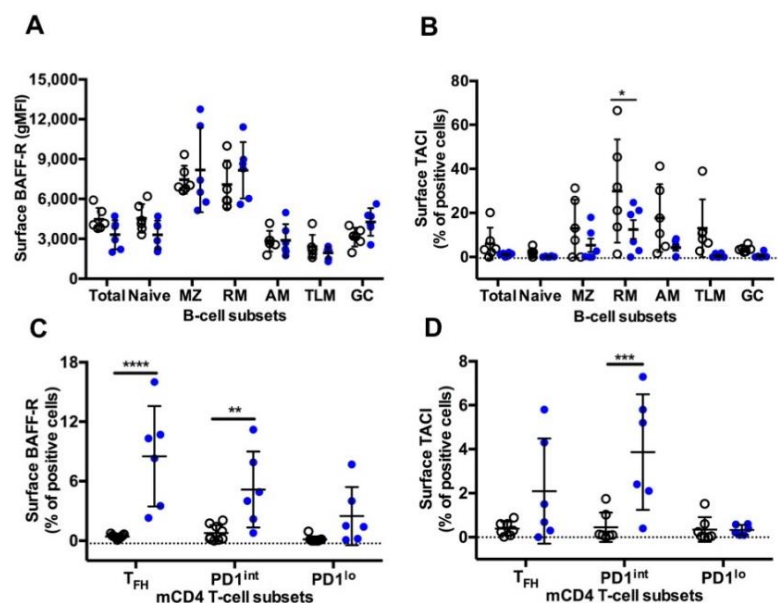 A
Surface BAFF-R (gMFI)
15,000
12,000
9,000
6,000
3,000
0
Total Naive MZ RM AM TLM GC
B-cell subsets
B
Surface TACI
(% of positive cells)
80
60
40
20
0
*
Total Naive MZ RM AM TLM GC
B-cell subsets
C
Surface BAFF-R
(% of positive cells)
18
12
6
0
****
**
TFH PD1int PD1lo
mCD4 T-cell subsets
D
Surface TACI
(% of positive cells)
8
6
4
2
0
***
TFH PD1int PD1lo
mCD4 T-cell subsets